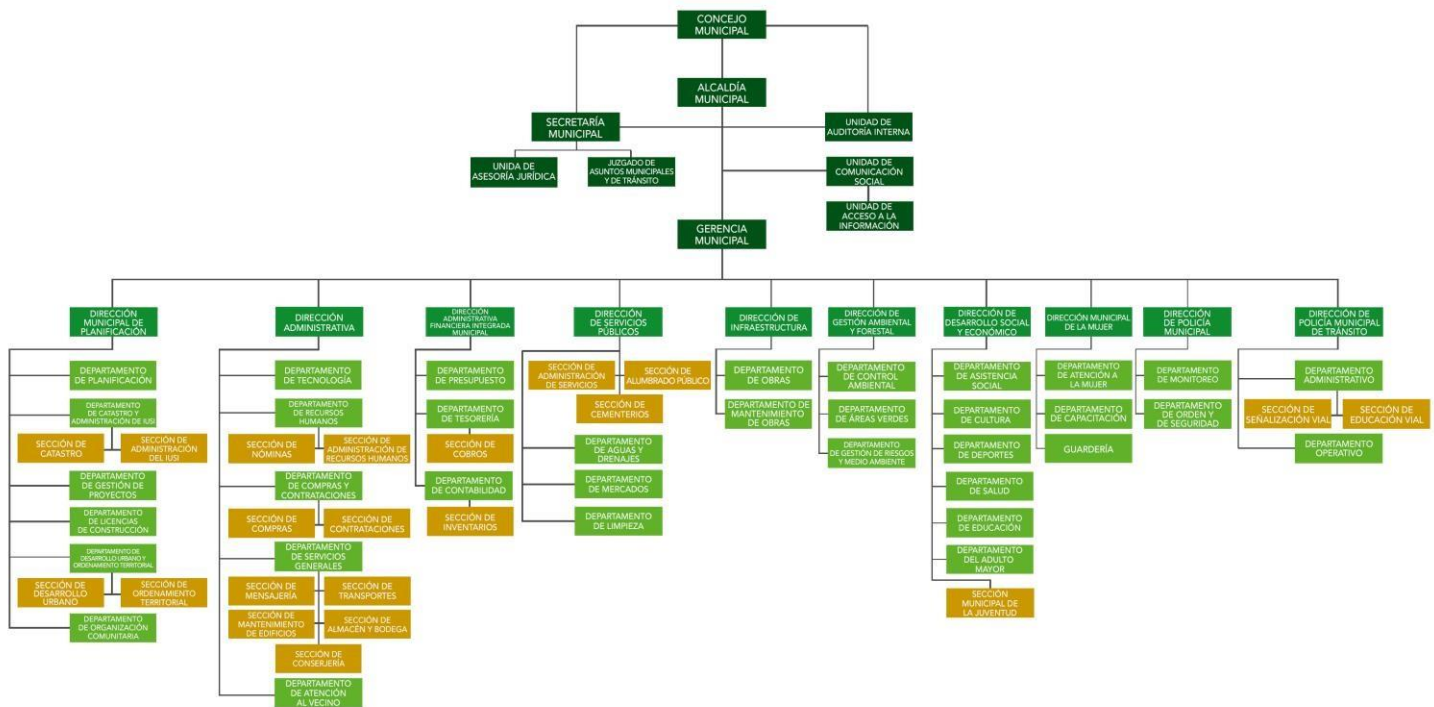 CONCEJO
MUNICIPAL
ALCALDÍA
MUNICIPAL
SECRETARÍA
MUNICIPAL
UNIDAD DE
AUDITORÍA INTERNA
UNIDA DE
ASESORÍA JURÍDICA
JUZGADO DE
ASUNTOS MUNICIPALES
Y DE TRÁNSITO
UNIDAD DE
COMUNICACIÓN
SOCIAL
UNIDAD DE
ACCESO A LA
INFORMACIÓN
GERENCIA
MUNICIPAL
DIRECCIÓN
MUNICIPAL DE
PLANIFICACIÓN
DEPARTAMENTO
DE PLANIFICACIÓN
DEPARTAMENTO
DE CATASTRO Y
ADMINISTRACIÓN DE IUSI
SECCIÓN DE
CATASTRO
SECCIÓN DE
ADMINISTRACIÓN
DEL IUSI
DEPARTAMENTO
DE GESTIÓN DE
PROYECTOS
DEPARTAMENTO
DE LICENCIAS
DE CONSTRUCCIÓN
DEPARTAMENTO DE
DESARROLLO URBANO Y
ORDENAMIENTO TERRITORIAL
SECCIÓN DE
DESARROLLO
URBANO
SECCIÓN DE
ORDENAMIENTO
TERRITORIAL
DEPARTAMENTO
DE ORGANIZACIÓN
COMUNITARIA
DIRECCIÓN
ADMINISTRATIVA
DEPARTAMENTO
DE TECNOLOGÍA
DEPARTAMENTO
DE RECURSOS
HUMANOS
SECCIÓN DE
NÓMINAS
SECCIÓN DE
ADMINISTRACIÓN DE
RECURSOS HUMANOS
DEPARTAMENTO
DE COMPRAS Y
CONTRATACIONES
SECCIÓN DE
COMPRAS
SECCIÓN DE
CONTRATACIONES
DEPARTAMENTO
DE SERVICIOS
GENERALES
SECCIÓN DE
MENSAJERÍA
SECCIÓN DE
TRANSPORTES
SECCIÓN DE
MANTENIMIENTO
DE EDIFICIOS
SECCIÓN DE
ALMACÉN Y BODEGA
SECCIÓN DE
CONSERJERÍA
DEPARTAMENTO
DE ATENCIÓN
AL VECINO
DIRECCIÓN
ADMINISTRATIVA
FINANCIERA INTEGRADA
MUNICIPAL
DEPARTAMENTO
DE PRESUPUESTO
DEPARTAMENTO
DE TESORERÍA
SECCIÓN DE
COBROS
DEPARTAMENTO
DE CONTABILIDAD
SECCIÓN DE
INVENTARIOS
DIRECCIÓN
DE SERVICIOS
PÚBLICOS
SECCIÓN DE
ADMINISTRACIÓN
DE SERVICIOS
SECCIÓN DE
ALUMBRADO PÚBLICO
SECCIÓN DE
CEMENTERIOS
DEPARTAMENTO
DE AGUAS Y
DRENAJES
DEPARTAMENTO
DE MERCADOS
DEPARTAMENTO
DE LIMPIEZA
DIRECCIÓN DE
INFRAESTRUCTURA
DEPARTAMENTO
DE OBRAS
DEPARTAMENTO DE
MANTENIMIENTO
DE OBRAS
DIRECCIÓN DE
GESTIÓN AMBIENTAL
Y FORESTAL
DEPARTAMENTO
DE CONTROL
AMBIENTAL
DEPARTAMENTO
DE ÁREAS VERDES
DEPARTAMENTO
DE GESTIÓN DE RIESGOS
Y MEDIO AMBIENTE
DIRECCIÓN DE
DESARROLLO SOCIAL
Y ECONÓMICO
DEPARTAMENTO
DE ASISTENCIA
SOCIAL
DEPARTAMENTO
DE CULTURA
DEPARTAMENTO
DE DEPORTES
DEPARTAMENTO
DE SALUD
DEPARTAMENTO
DE EDUCACIÓN
DEPARTAMENTO
DEL ADULTO
MAYOR
SECCIÓN
MUNICIPAL DE
LA JUVENTUD
DIRECCIÓN MUNICIPAL
DE LA MUJER
DEPARTAMENTO
DE ATENCIÓN A
LA MUJER
DEPARTAMENTO
DE CAPACITACIÓN
GUARDERÍA
DIRECCIÓN
DE POLICÍA
MUNICIPAL
DEPARTAMENTO
DE MONITOREO
DEPARTAMENTO
DE ORDEN Y
DE SEGURIDAD
DIRECCIÓN DE
POLICÍA MUNICIPAL
DE TRÁNSITO
DEPARTAMENTO
ADMINISTRATIVO
SECCIÓN DE
SEÑALIZACIÓN VIAL
SECCIÓN DE
EDUCACIÓN VIAL
DEPARTAMENTO
OPERATIVO